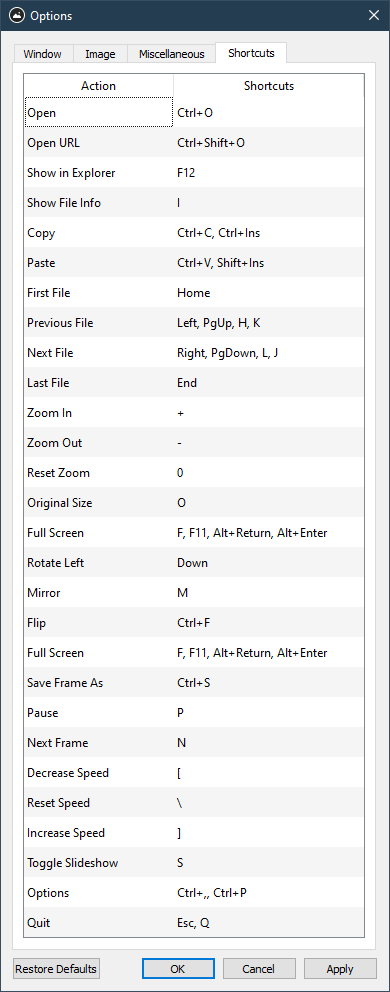 Options
Window Image Miscellaneous Shortcuts
Action Shortcuts
Open Ctrl+O
Open URL Ctrl+Shift+O
Show in Explorer F12
Show File Info I
Copy Ctrl+C, Ctrl+Ins
Paste Ctrl+V, Shift+Ins
First File Home
Previous File Left, PgUp, H, K
Next File Right, PgDown, L, J
Last File End
Zoom In +
Zoom Out -
Reset Zoom 0
Original Size O
Full Screen F, F11, Alt+Return, Alt+Enter
Rotate Left Down
Mirror M
Flip Ctrl+F
Full Screen F, F11, Alt+Return, Alt+Enter
Save Frame As Ctrl+S
Pause P
Next Frame N
Decrease Speed [
Reset Speed \
Increase Speed ]
Toggle Slideshow S
Options Ctrl+,, Ctrl+P
Quit Esc, Q
Restore Defaults OK Cancel Apply